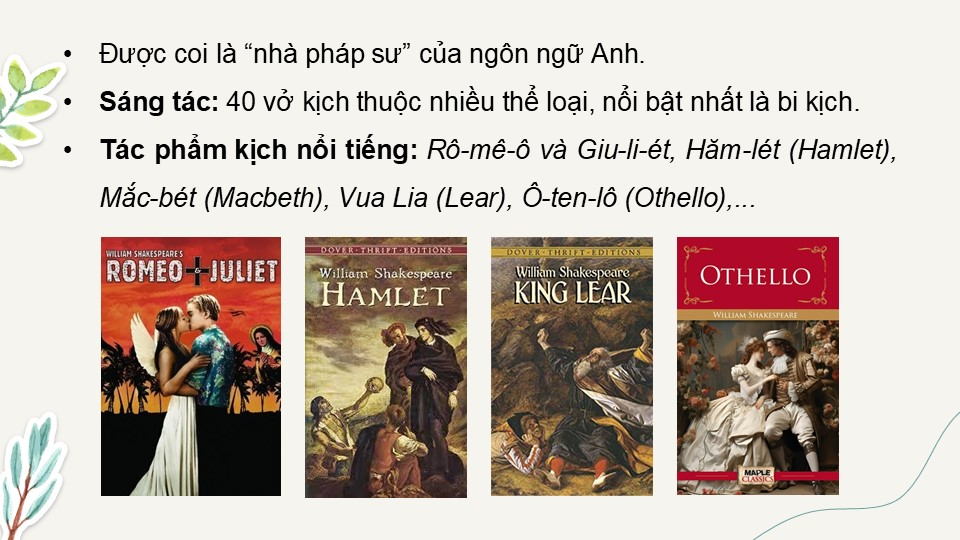 • Được coi là “nhà pháp sư” của ngôn ngữ Anh.
• Sáng tác: 40 vở kịch thuộc nhiều thể loại, nổi bật nhất là bi kịch.
• Tác phẩm kịch nổi tiếng: Rô-mê-ô và Giu-li-ét, Hăm-lét (Hamlet),
Mắc-bét (Macbeth), Vua Lia (Lear), Ô-ten-lô (Othello),...
WILLIAM SHAKESPEARE'S
ROMEO + JULIET
DOVER · THRIFT · EDITIONS
William Shakespeare
HAMLET
DOVER · THRIFT · EDITIONS
William Shakespeare
KING LEAR
OTHELLO
WILLIAM SHAKESPEARE
MAPLE
CLASSICS